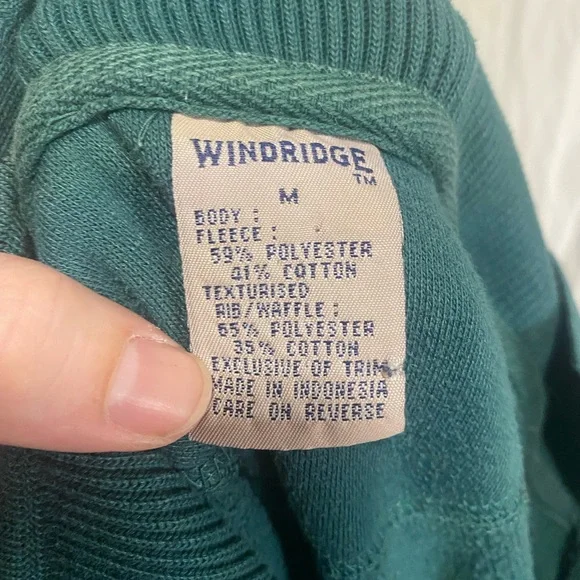 WINDRIDGE TM
M
BODY :
FLEECE :
59% POLYESTER
41% COTTON
TEXTURISED
RIB/WAFFLE :
65% POLYESTER
35% COTTON
EXCLUSIVE OF TRIM
MADE IN INDONESIA
CARE ON REVERSE